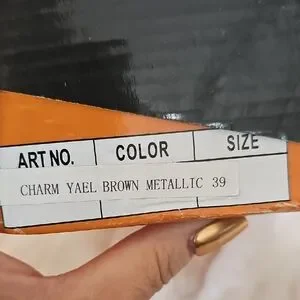 ART NO. COLOR SIZE
CHARM YAEL BROWN METALLIC 39